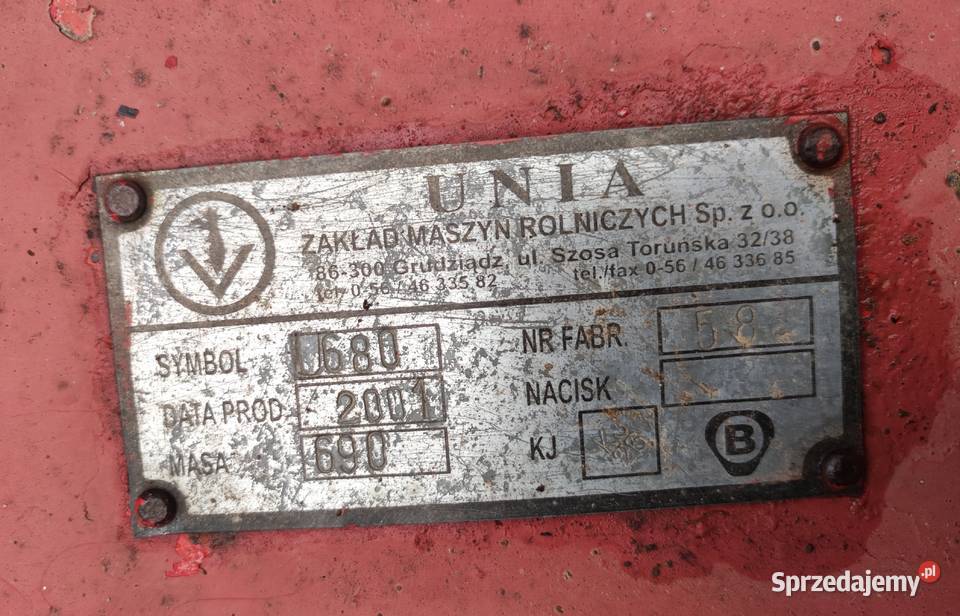 UNIA
ZAKŁAD MASZYN ROLNICZYCH Sp. z o.o.
86-300 Grudziądz, ul. Szosa Toruńska 32/38
tel. 0-56 / 46 335 82 tel./fax 0-56 / 46 336 85
SYMBOL U680 NR FABR. 58
DATA PROD. 2001 NACISK
MASA 690 KJ
B
Sprzedajemy.pl